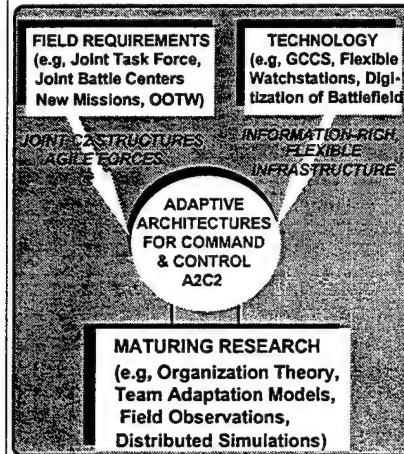 FIELD REQUIREMENTS
(e.g, Joint Task Force,
Joint Battle Centers
New Missions, OOTW)
TECHNOLOGY
(e.g., GCCS, Flexible
Watchstations, Digi-
tization of Battlefield
JOINT C2 STRUCTURES
AGILE FORCES
INFORMATION-RICH
FLEXIBLE
INFRASTRUCTURE
ADAPTIVE
ARCHITECTURES
FOR COMMAND
& CONTROL
A2C2
MATURING RESEARCH
(e.g, Organization Theory,
Team Adaptation Models,
Field Observations,
Distributed Simulations)